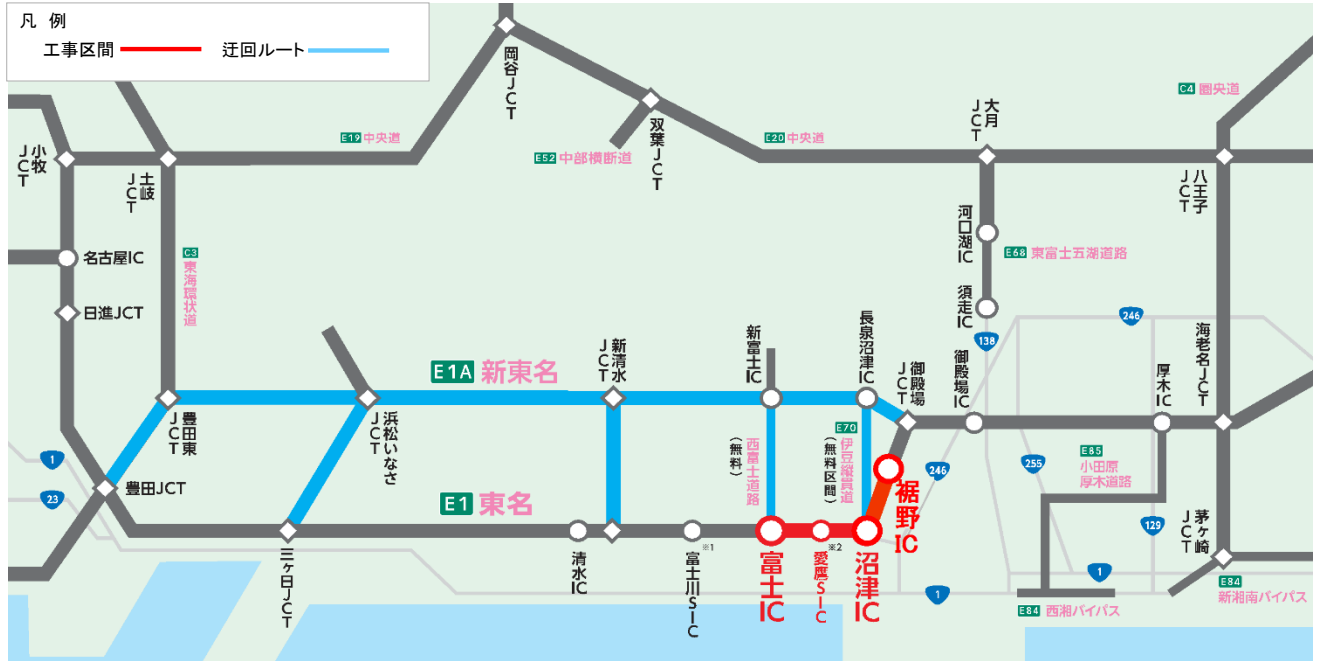 凡 例
工事区間
迂回ルート
岡谷JCT
双葉JCT
大月JCT
C4 圏央道
E19 中央道
E52 中部横断道
E20 中央道
小牧JCT
土岐JCT
八王子JCT
名古屋IC
日進JCT
C3 東海環状道
河口湖IC
E68 東富士五湖道路
須走IC
138
246
E1A 新東名
新清水JCT
新富士IC
長泉沼津IC
御殿場JCT
御殿場IC
厚木IC
海老名JCT
豊田東JCT
浜松いなさJCT
西富士道路
(無料)
E70 伊豆縦貫道
(無料区間)
246
255
E85
小田原
厚木道路
129
1
23
豊田JCT
E1 東名
裾野IC
三ヶ日JCT
清水IC
富士川SIC
※1
富士IC
愛鷹SIC
※2
沼津IC
茅ヶ崎JCT
1
1
E84 西湘バイパス
E84
新湘南バイパス